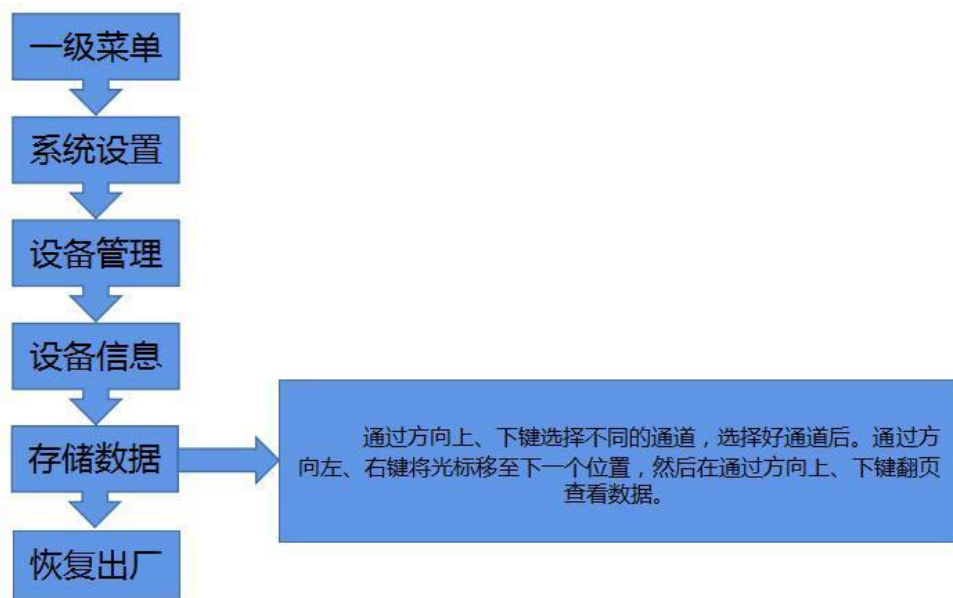 一级菜单
系统设置
设备管理
设备信息
存储数据
通过方向上、下键选择不同的通道，选择好通道后。通过方
向左、右键将光标移至下一个位置，然后在通过方向上、下键翻页
查看数据。
恢复出厂